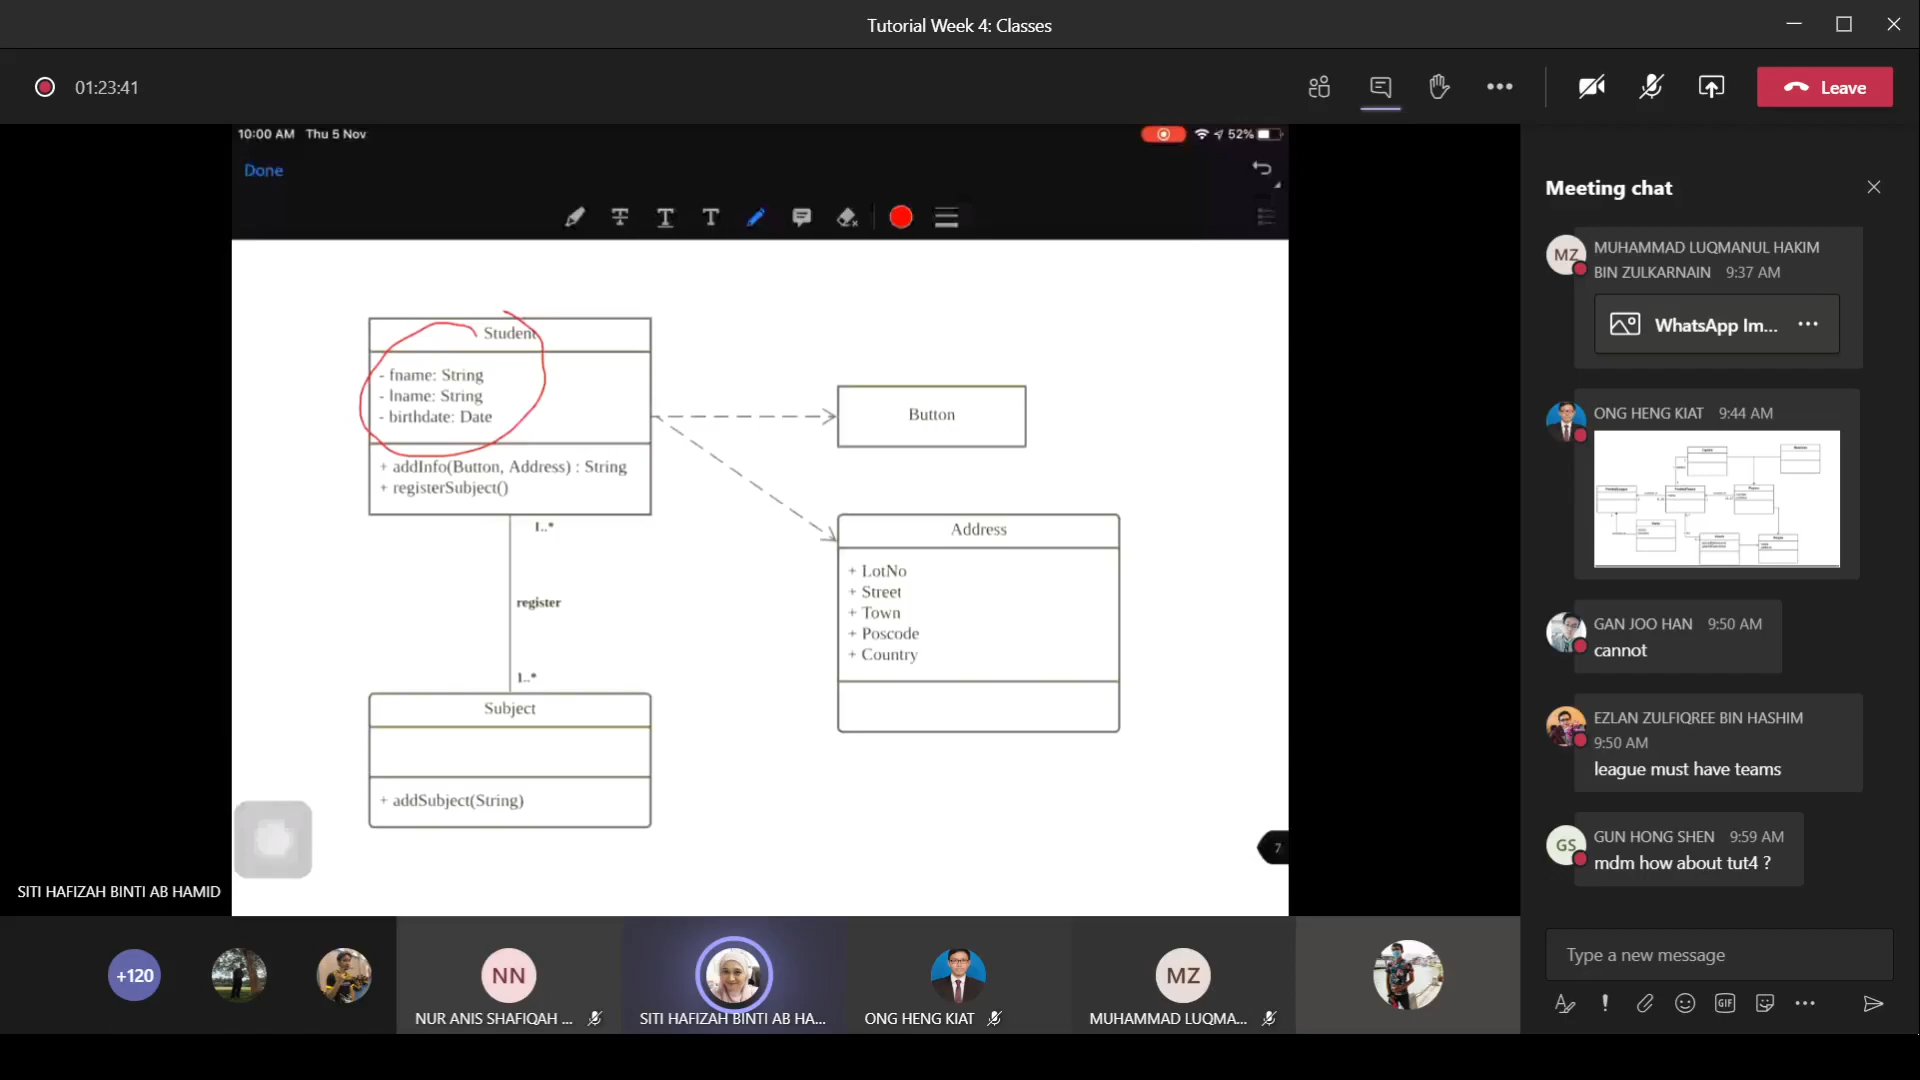 Tutorial Week 4: Classes
01:23:41
Leave
10:00 AM Thu 5 Nov
52%
Done
Student
- fname: String
- lname: String
- birthdate: Date
+ addInfo(Button, Address) : String
+ registerSubject()
1..*
register
1..*
Subject
+ addSubject(String)
Button
Address
+ LotNo
+ Street
+ Town
+ Poscode
+ Country
7
SITI HAFIZAH BINTI AB HAMID
+120
NN
NUR ANIS SHAFIQAH ...
SITI HAFIZAH BINTI AB HA...
ONG HENG KIAT
MZ
MUHAMMAD LUQMA...
Meeting chat
MZ
MUHAMMAD LUQMANUL HAKIM
BIN ZULKARNAIN 9:37 AM
WhatsApp Im...
ONG HENG KIAT 9:44 AM
GAN JOO HAN 9:50 AM
cannot
EZLAN ZULFIQREE BIN HASHIM
9:50 AM
league must have teams
GS
GUN HONG SHEN 9:59 AM
mdm how about tut4 ?
Type a new message
GIF